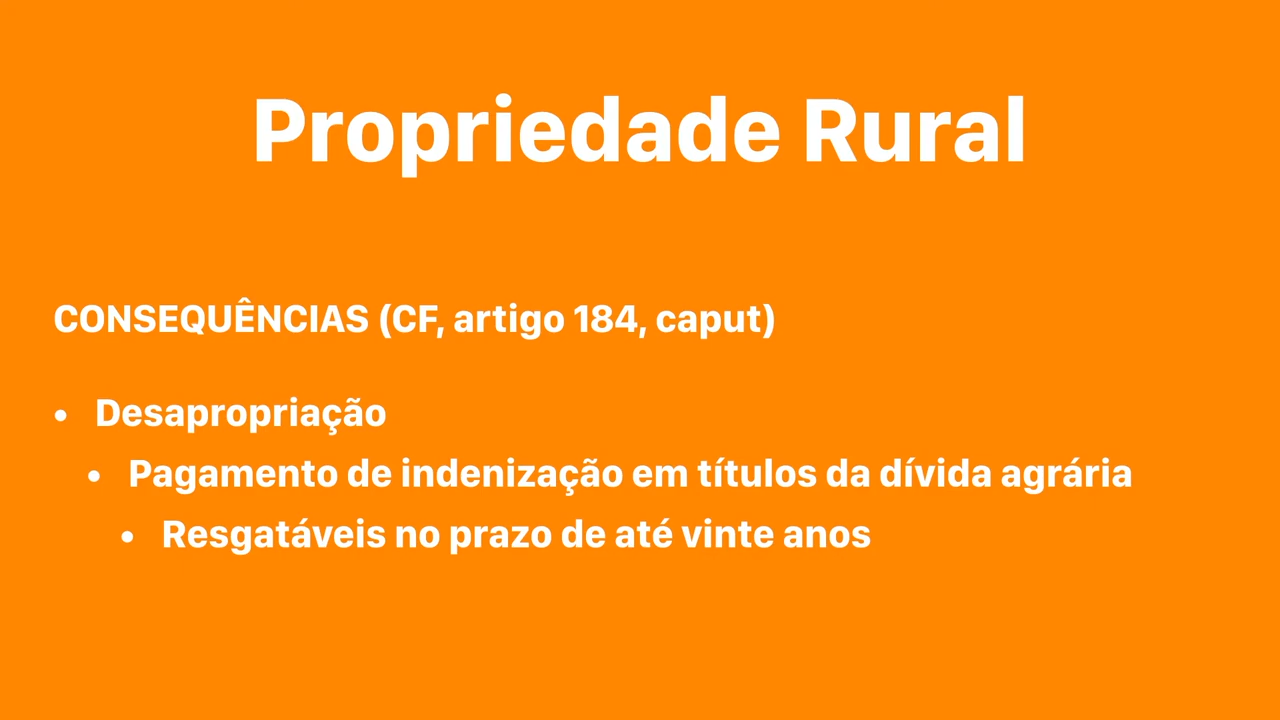 Propriedade Rural
CONSEQUÊNCIAS (CF, artigo 184, caput)
• Desapropriação
• Pagamento de indenização em títulos da dívida agrária
• Resgatáveis no prazo de até vinte anos